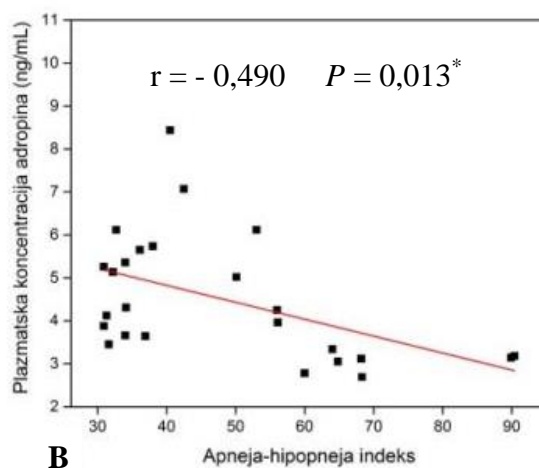 r = - 0,490 P = 0,013*
Plazmatska koncentracija adropina (ng/mL)
11
10
9
8
7
6
5
4
3
2
30 40 50 60 70 80 90
Apneja-hipopneja indeks
B